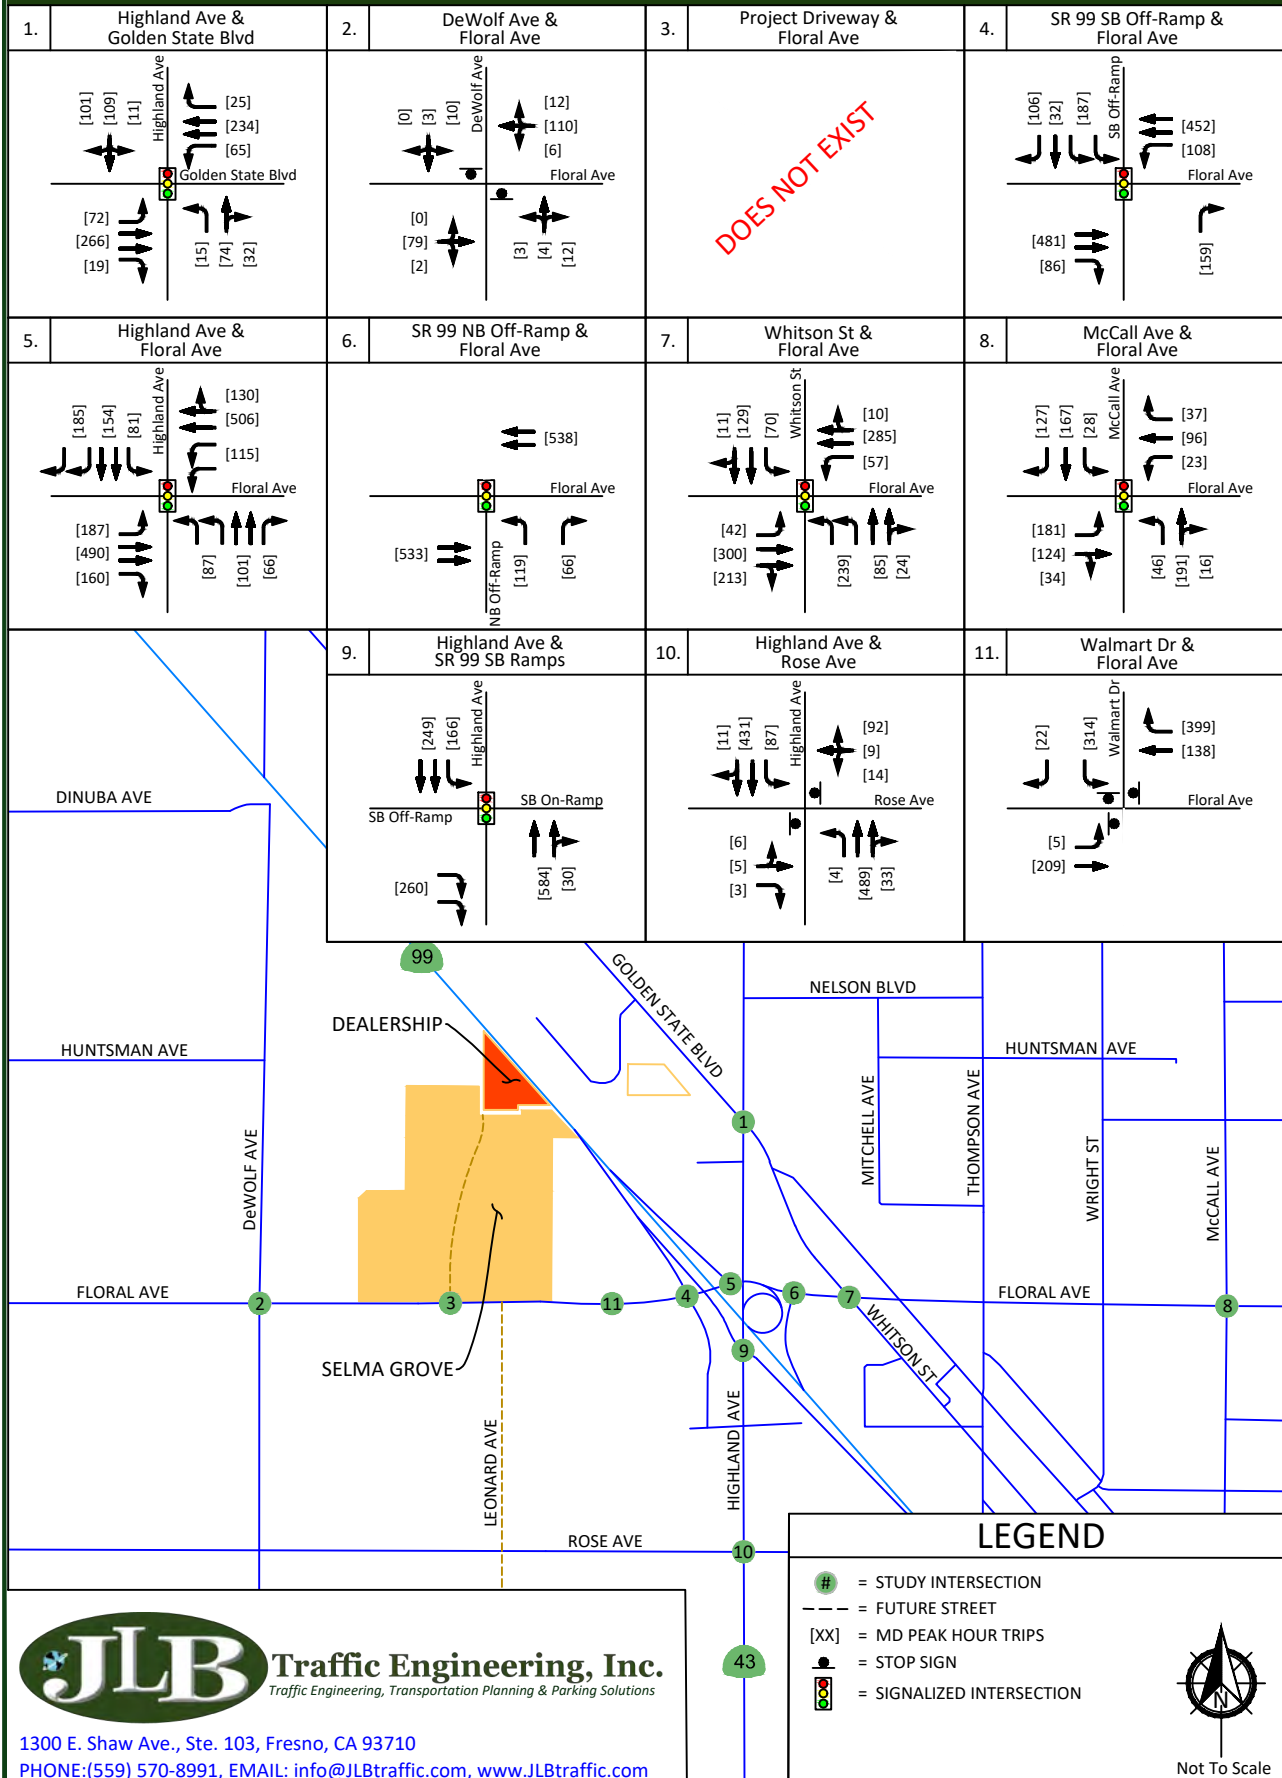 1.
Highland Ave &
Golden State Blvd
[101]
[109]
[11]
Highland Ave
[25]
[234]
[65]
Golden State Blvd
[72]
[266]
[19]
[15]
[74]
[32]
2.
DeWolf Ave &
Floral Ave
[0]
[3]
[10]
DeWolf Ave
[12]
[110]
[6]
Floral Ave
[0]
[79]
[2]
[3]
[4]
[12]
3.
Project Driveway &
Floral Ave
DOES NOT EXIST
4.
SR 99 SB Off-Ramp &
Floral Ave
[106]
[32]
[187]
SB Off-Ramp
[452]
[108]
Floral Ave
[481]
[86]
[159]
5.
Highland Ave &
Floral Ave
[185]
[154]
[81]
Highland Ave
[130]
[506]
[115]
Floral Ave
[187]
[490]
[160]
[87]
[101]
[66]
6.
SR 99 NB Off-Ramp &
Floral Ave
[538]
Floral Ave
[533]
NB Off-Ramp
[119]
[66]
7.
Whitson St &
Floral Ave
[11]
[129]
[70]
Whitson St
[10]
[285]
[57]
Floral Ave
[42]
[300]
[213]
[239]
[85]
[24]
8.
McCall Ave &
Floral Ave
[127]
[167]
[28]
McCall Ave
[37]
[96]
[23]
Floral Ave
[181]
[124]
[34]
[46]
[191]
[16]
9.
Highland Ave &
SR 99 SB Ramps
[249]
[166]
Highland Ave
SB On-Ramp
SB Off-Ramp
[260]
[584]
[30]
10.
Highland Ave &
Rose Ave
[11]
[431]
[87]
Highland Ave
[92]
[9]
[14]
Rose Ave
[6]
[5]
[3]
[4]
[489]
[33]
11.
Walmart Dr &
Floral Ave
[22]
[314]
Walmart Dr
[399]
[138]
Floral Ave
[5]
[209]
DINUBA AVE
99
GOLDEN STATE BLVD
NELSON BLVD
DEALERSHIP
HUNTSMAN AVE
HUNTSMAN AVE
MITCHELL AVE
THOMPSON AVE
WRIGHT ST
McCALL AVE
DeWOLF AVE
1
FLORAL AVE
2
3
11
4
5
6
7
FLORAL AVE
8
9
WHITSON ST
SELMA GROVE
HIGHLAND AVE
LEONARD AVE
ROSE AVE
10
43
LEGEND
# = STUDY INTERSECTION
= FUTURE STREET
[XX] = MD PEAK HOUR TRIPS
= STOP SIGN
= SIGNALIZED INTERSECTION
N
Not To Scale
JLB Traffic Engineering, Inc.
Traffic Engineering, Transportation Planning & Parking Solutions
1300 E. Shaw Ave., Ste. 103, Fresno, CA 93710
PHONE:(559) 570-8991, EMAIL: info@JLBtraffic.com, www.JLBtraffic.com